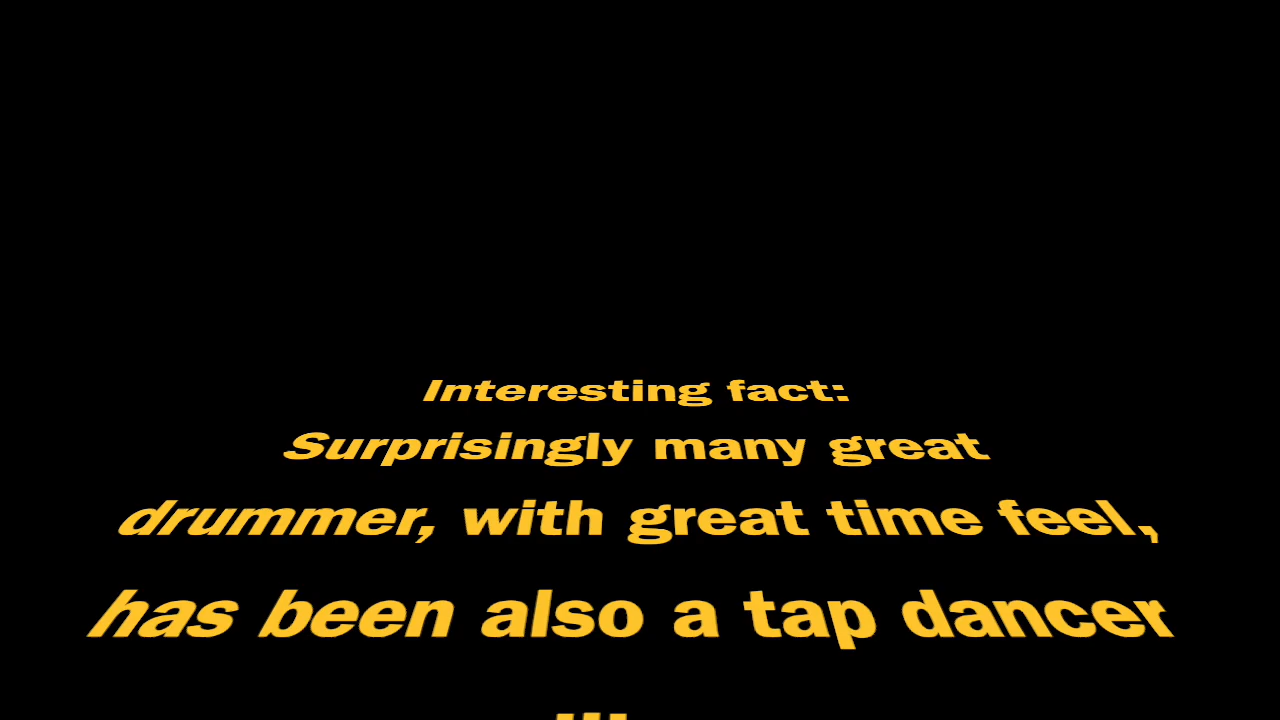 Interesting fact:
Surprisingly many great
drummer, with great time feel,
has been also a tap dancer